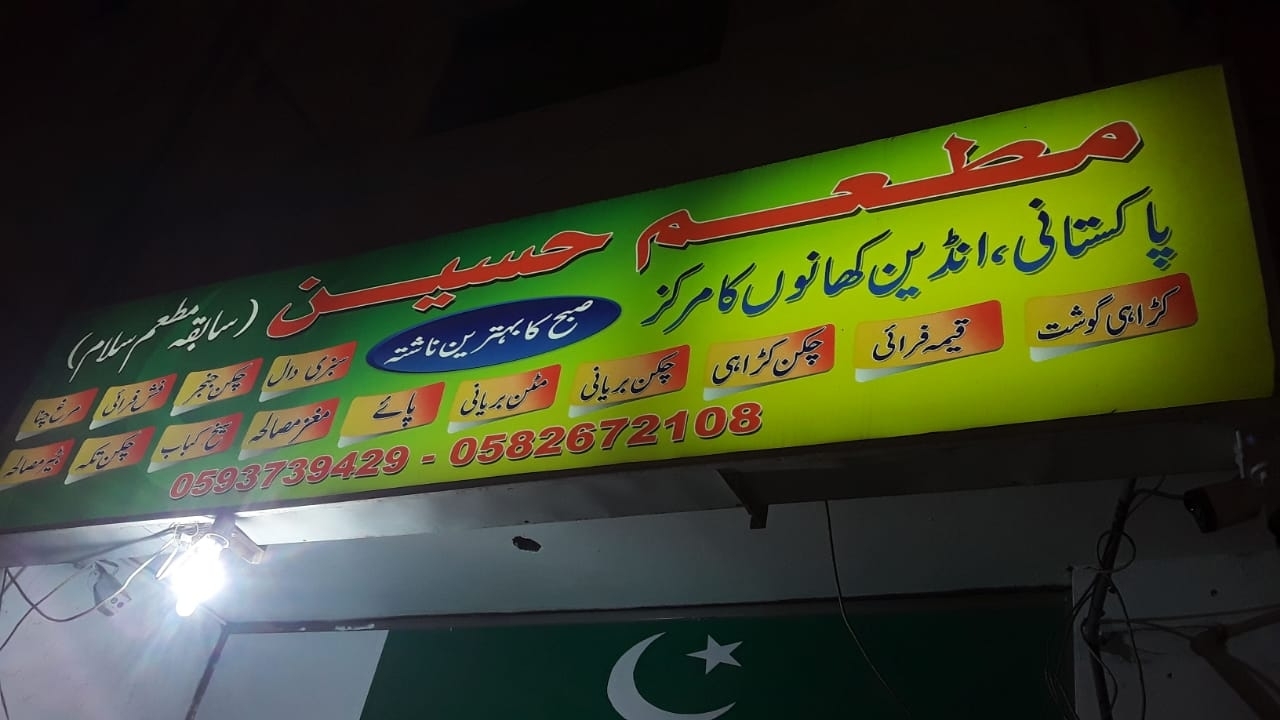 مطعم حسین (سابقہ مطعم سلام)
پاکستانی، انڈین کھانوں کا مرکز
صبح کا بہترین ناشتہ
کڑاہی گوشت
قیمہ فرائی
چکن کڑاہی
چکن بریانی
مٹن بریانی
پائے
مغز مصالحہ
سیخ کباب
چکن تکہ
بٹیر مصالحہ
سبزی دال
چکن جنجر
فش فرائی
مرغ چنا
0593739429 - 0582672108